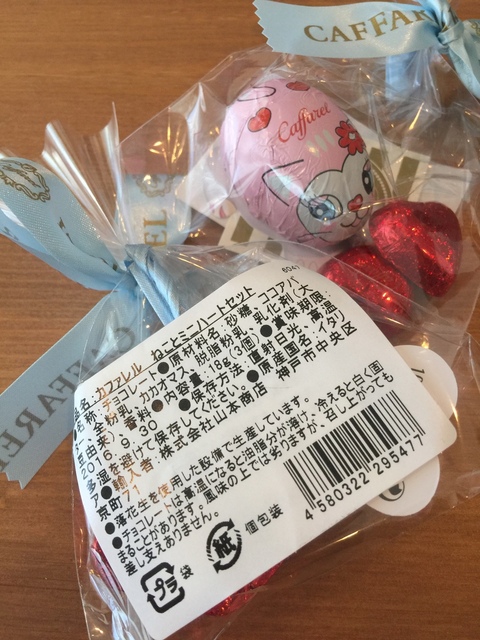 CAFFAREL
Caffarel
CAFFAREL
6041
品名:カファレル ねことミニハートセット
●名称:チョコレート●原材料名:砂糖、ココアバ
ター、全粉乳、カカオマス、脱脂粉乳、乳化剤(大
豆由来)、香料●内容量:18g(3個)●賞味期限:
2016.9.30●保存方法:直射日光、高温
多湿を避けて保存してください。●原産国名:イタリ
ア●輸入者 株式会社山本商店 神戸市中央区
京町71
●落花生を使用した設備で生産しています。
●チョコレートは高温になると油脂分が溶け、冷えると白く固
まることがあります。風味の上では劣りますが、召し上がっても
差し支えありません。
4580322295477
プラ
袋
紙
個包装